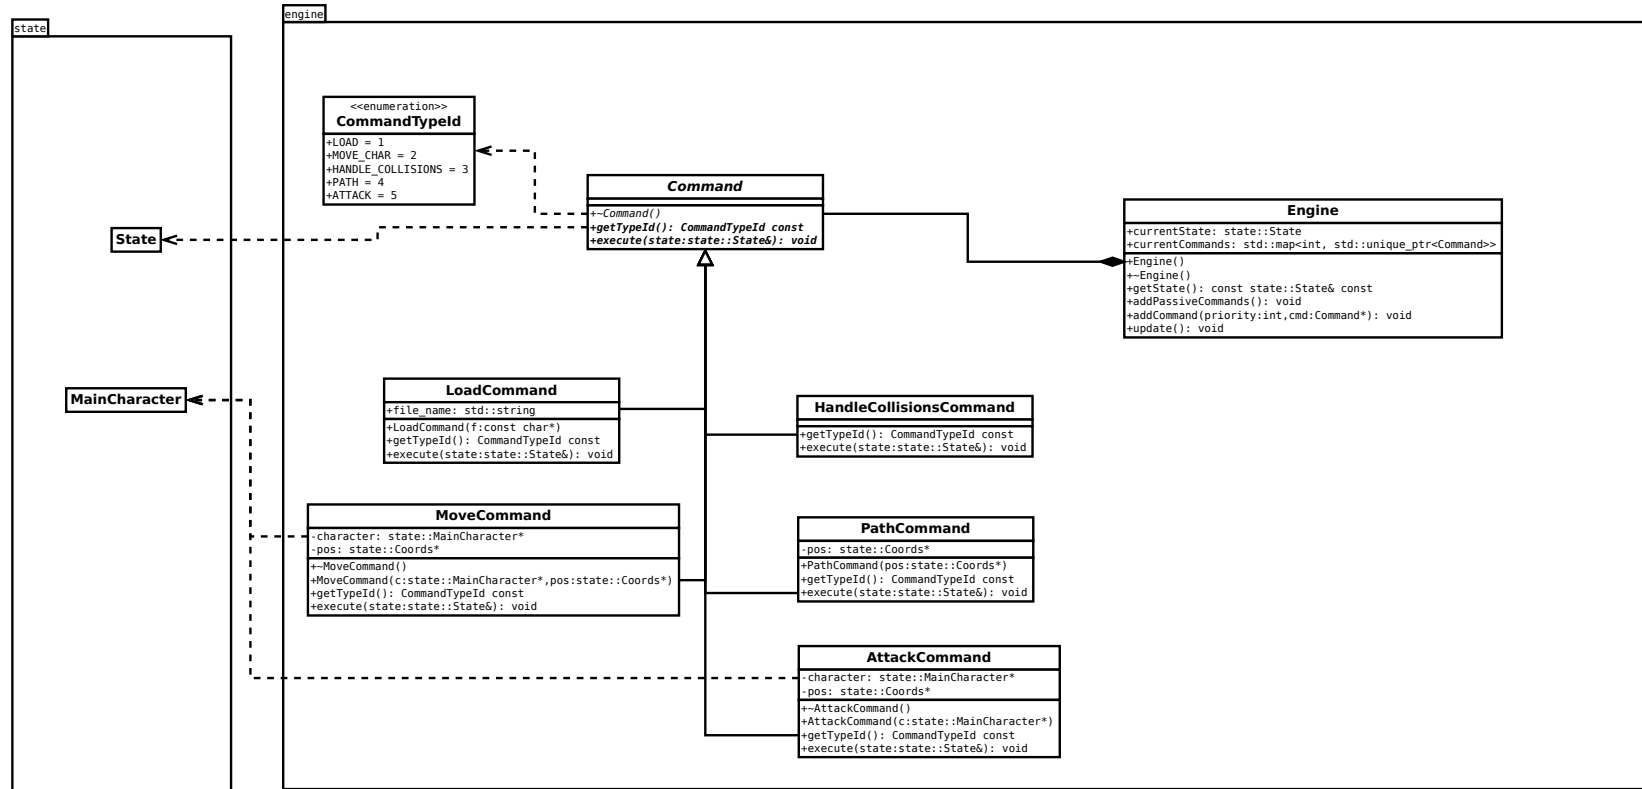 state
engine
<<enumeration>>
CommandTypeId
+LOAD = 1
+MOVE_CHAR = 2
+HANDLE_COLLISIONS = 3
+PATH = 4
+ATTACK = 5
Command
+~Command()
+getTypeId(): CommandTypeId const
+execute(state:state::State&): void
Engine
+currentState: state::State
+currentCommands: std::map<int, std::unique_ptr<Command>>
+Engine()
+~Engine()
+getState(): const state::State& const
+addPassiveCommands(): void
+addCommand(priority:int,cmd:Command*): void
+update(): void
State
MainCharacter
LoadCommand
+file_name: std::string
+LoadCommand(f:const char*)
+getTypeId(): CommandTypeId const
+execute(state:state::State&): void
HandleCollisionsCommand
+getTypeId(): CommandTypeId const
+execute(state:state::State&): void
MoveCommand
-character: state::MainCharacter*
-pos: state::Coords*
+~MoveCommand()
+MoveCommand(c:state::MainCharacter*,pos:state::Coords*)
+getTypeId(): CommandTypeId const
+execute(state:state::State&): void
PathCommand
-pos: state::Coords*
+PathCommand(pos:state::Coords*)
+getTypeId(): CommandTypeId const
+execute(state:state::State&): void
AttackCommand
-character: state::MainCharacter*
-pos: state::Coords*
+~AttackCommand()
+AttackCommand(c:state::MainCharacter*)
+getTypeId(): CommandTypeId const
+execute(state:state::State&): void